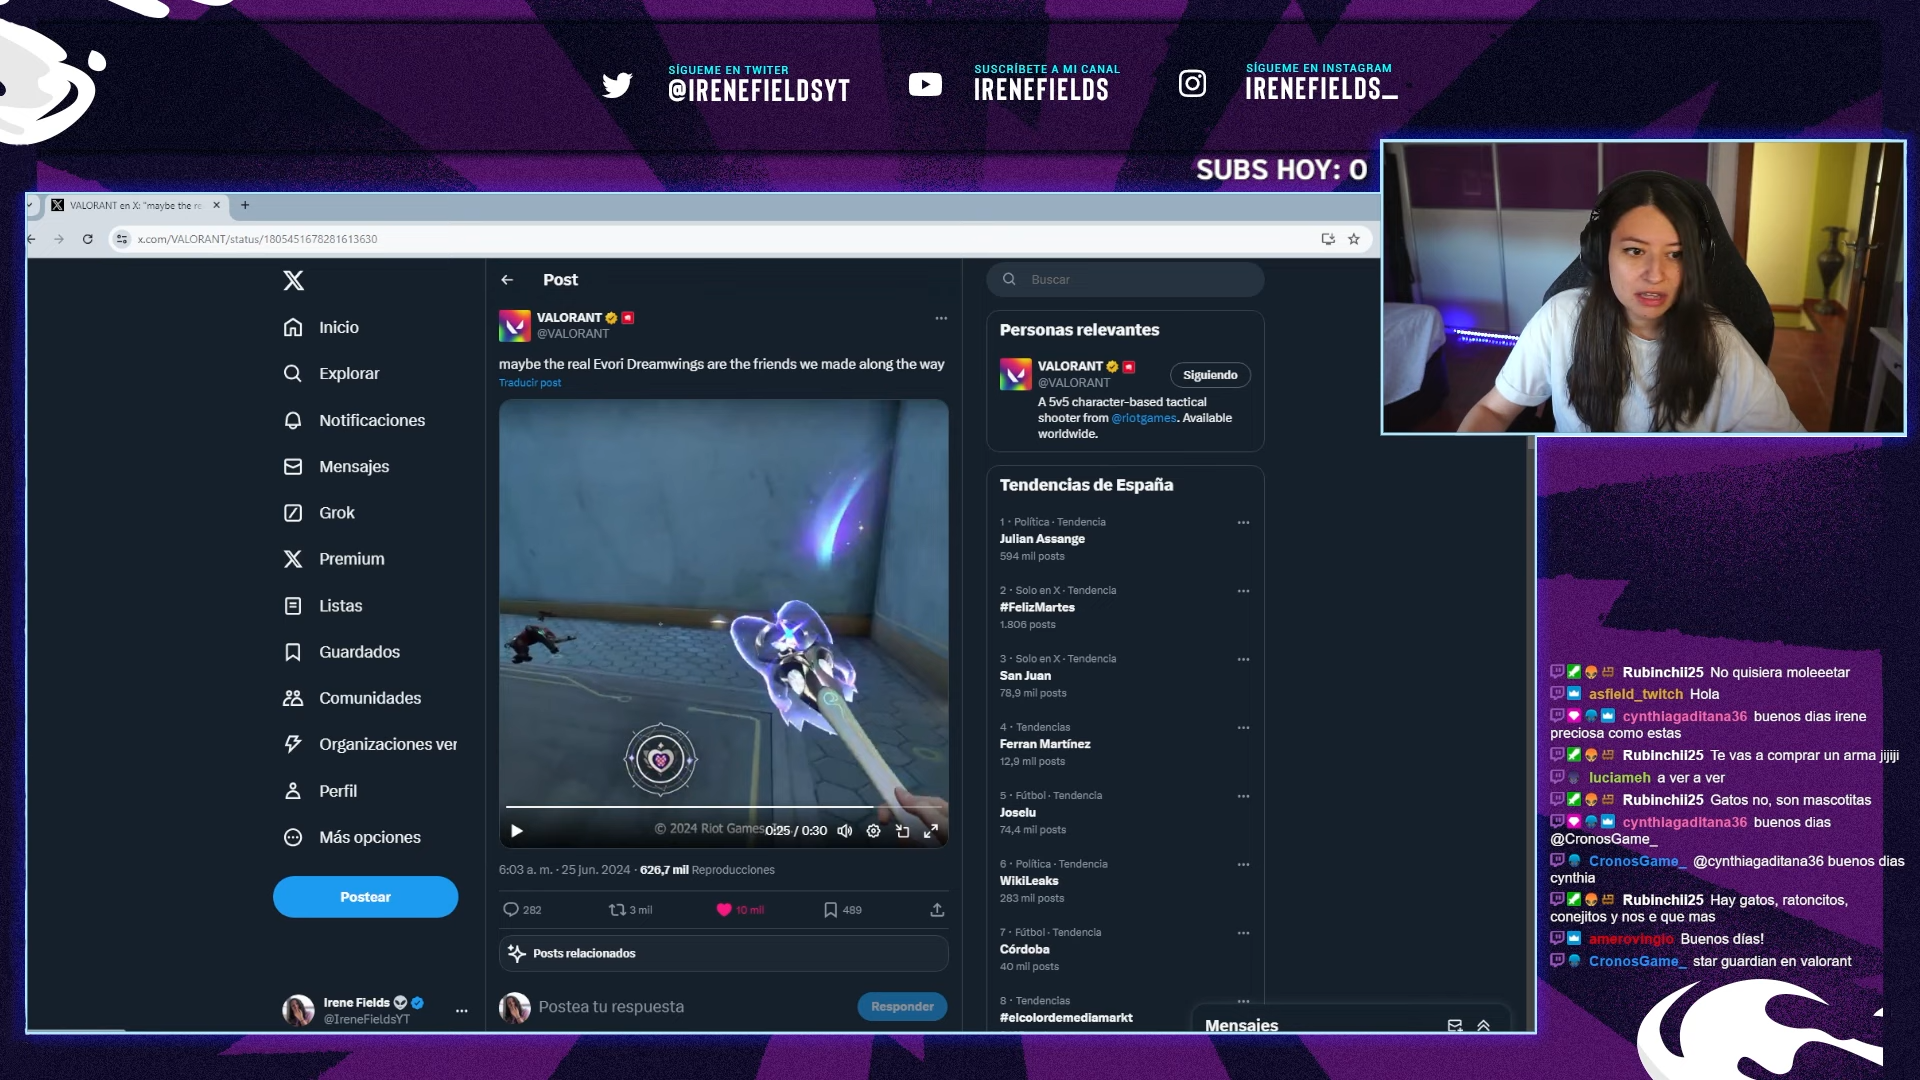 SÍGUEME EN TWITER
@IRENEFIELDSYT
SUSCRÍBETE A MI CANAL
IRENEFIELDS
SÍGUEME EN INSTAGRAM
IRENEFIELDS_
SUBS HOY: 0
VALORANT en X: "maybe the re
x.com/VALORANT/status/1805451678281613630
Inicio
Explorar
Notificaciones
Mensajes
Grok
Premium
Listas
Guardados
Comunidades
Organizaciones ver
Perfil
Más opciones
Postear
Irene Fields
@IreneFieldsYT
Post
VALORANT
@VALORANT
maybe the real Evori Dreamwings are the friends we made along the way
Traducir post
© 2024 Riot Games,
0:25 / 0:30
6:03 a. m. · 25 jun. 2024 · 626,7 mil Reproducciones
282
3 mil
10 mil
489
Posts relacionados
Postea tu respuesta
Responder
Buscar
Personas relevantes
VALORANT
@VALORANT
Siguiendo
A 5v5 character-based tactical
shooter from @riotgames. Available
worldwide.
Tendencias de España
1 · Política · Tendencia
Julian Assange
594 mil posts
2 · Solo en X · Tendencia
#FelizMartes
1.806 posts
3 · Solo en X · Tendencia
San Juan
78,9 mil posts
4 · Tendencias
Ferran Martínez
12,9 mil posts
5 · Fútbol · Tendencia
Joselu
74,4 mil posts
6 · Política · Tendencia
WikiLeaks
283 mil posts
7 · Fútbol · Tendencia
Córdoba
40 mil posts
8 · Tendencias
#elcolordemediamarkt
Mensajes
Rubinchii25 No quisiera moleeetar
asfield_twitch Hola
cynthiagaditana36 buenos dias irene
preciosa como estas
Rubinchii25 Te vas a comprar un arma jijiji
luciameh a ver a ver
Rubinchii25 Gatos no, son mascotitas
cynthiagaditana36 buenos dias
@CronosGame_
CronosGame_ @cynthiagaditana36 buenos dias
cynthia
Rubinchii25 Hay gatos, ratoncitos,
conejitos y nos e que mas
amerovingio Buenos días!
CronosGame_ star guardian en valorant